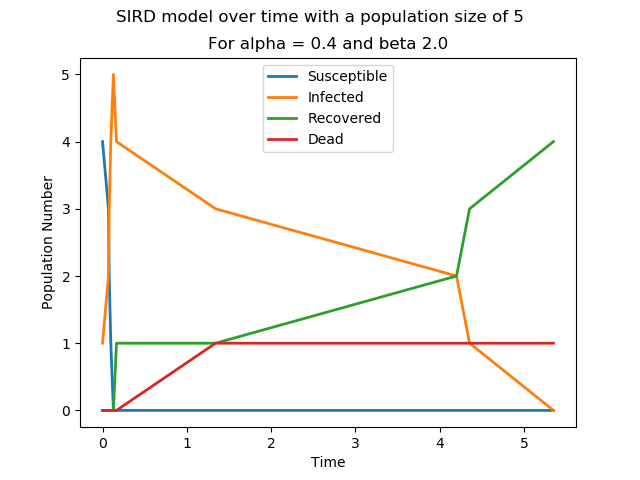 SIRD model over time with a population size of 5
For alpha = 0.4 and beta 2.0
Susceptible
Infected
Recovered
Dead
Population Number
5
4
3
2
1
0
0 1 2 3 4 5
Time